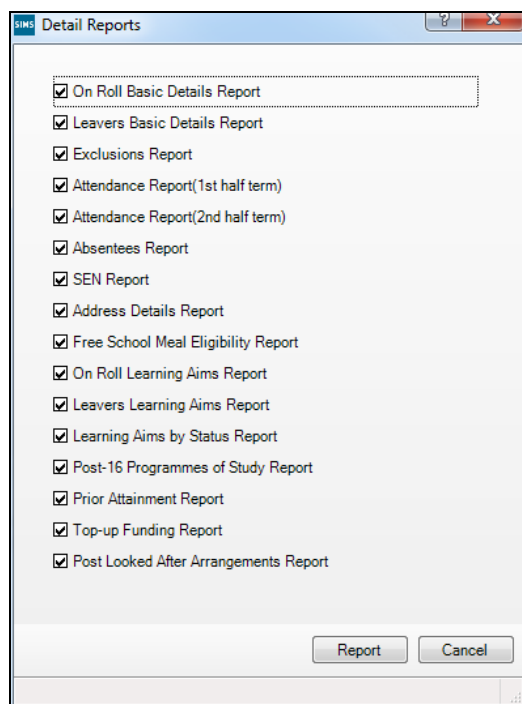 SIMS Detail Reports
?
X
On Roll Basic Details Report
Leavers Basic Details Report
Exclusions Report
Attendance Report(1st half term)
Attendance Report(2nd half term)
Absentees Report
SEN Report
Address Details Report
Free School Meal Eligibility Report
On Roll Learning Aims Report
Leavers Learning Aims Report
Learning Aims by Status Report
Post-16 Programmes of Study Report
Prior Attainment Report
Top-up Funding Report
Post Looked After Arrangements Report
Report Cancel